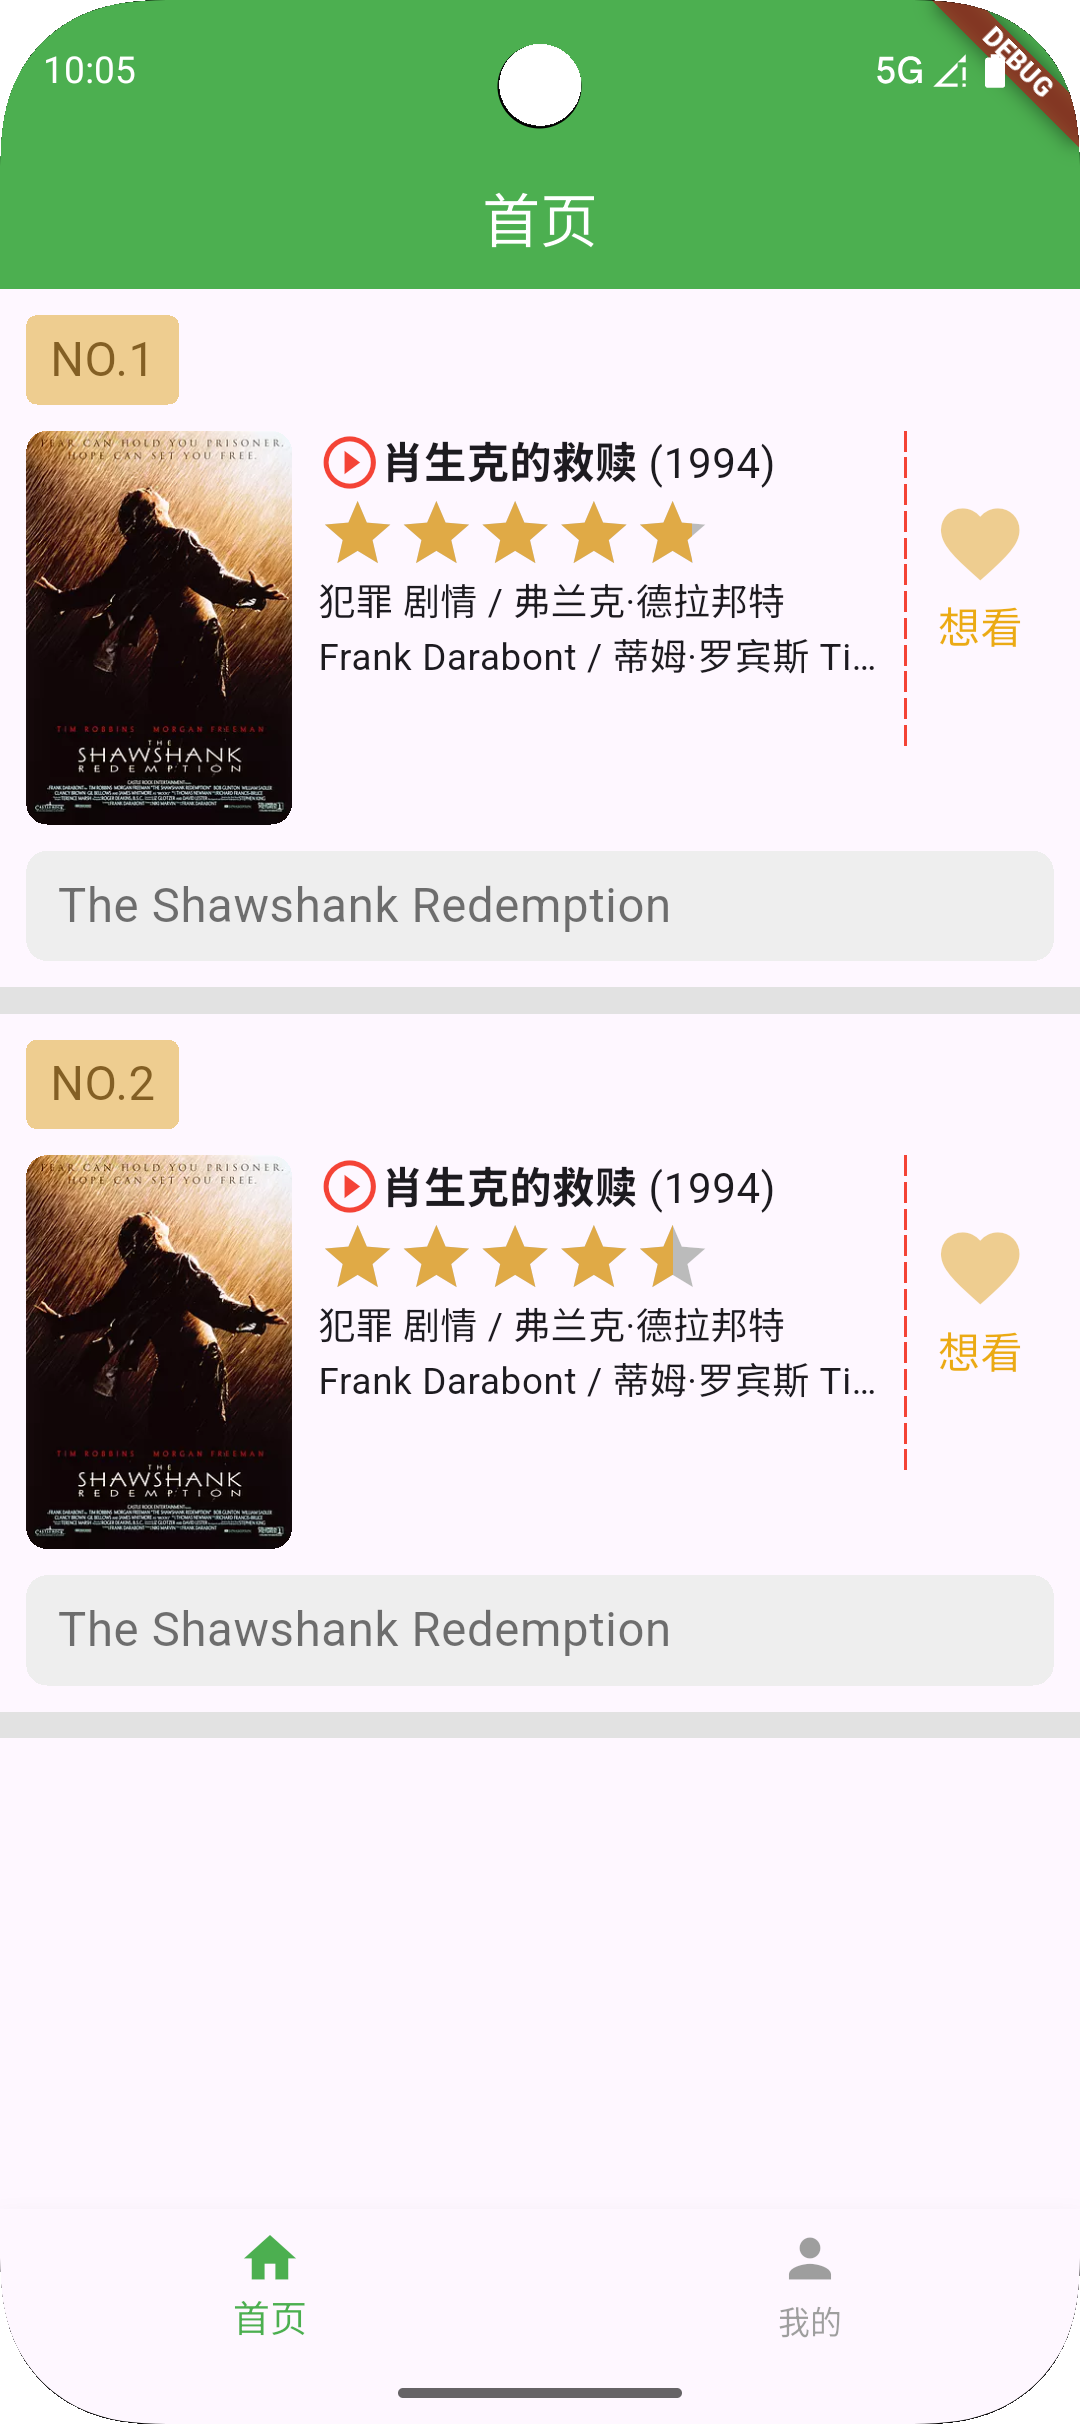 10:05
5G
DEBUG
首页
NO.1
FEAR CAN HOLD YOU PRISONER.
HOPE CAN SET YOU FREE.
TIM ROBBINS MORGAN FREEMAN
THE
SHAWSHANK
REDEMPTION
肖生克的救赎 (1994)
犯罪 剧情 / 弗兰克·德拉邦特
Frank Darabont / 蒂姆·罗宾斯 Ti...
想看
The Shawshank Redemption
NO.2
FEAR CAN HOLD YOU PRISONER.
HOPE CAN SET YOU FREE.
TIM ROBBINS MORGAN FREEMAN
THE
SHAWSHANK
REDEMPTION
肖生克的救赎 (1994)
犯罪 剧情 / 弗兰克·德拉邦特
Frank Darabont / 蒂姆·罗宾斯 Ti...
想看
The Shawshank Redemption
首页
我的